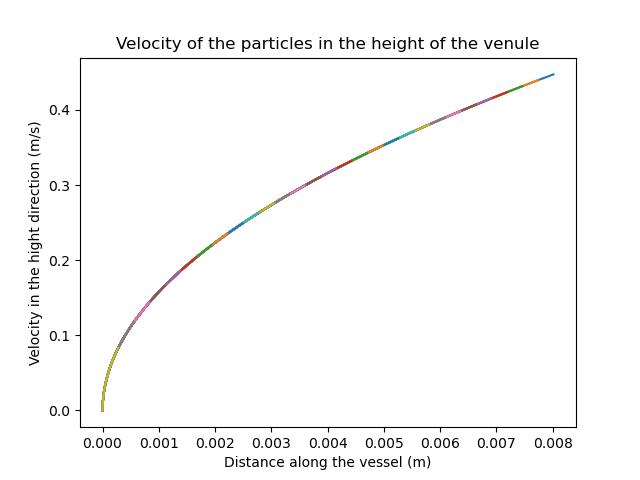 Velocity of the particles in the height of the venule
Velocity in the hight direction (m/s)
0.4
0.3
0.2
0.1
0.0
0.000 0.001 0.002 0.003 0.004 0.005 0.006 0.007 0.008
Distance along the vessel (m)